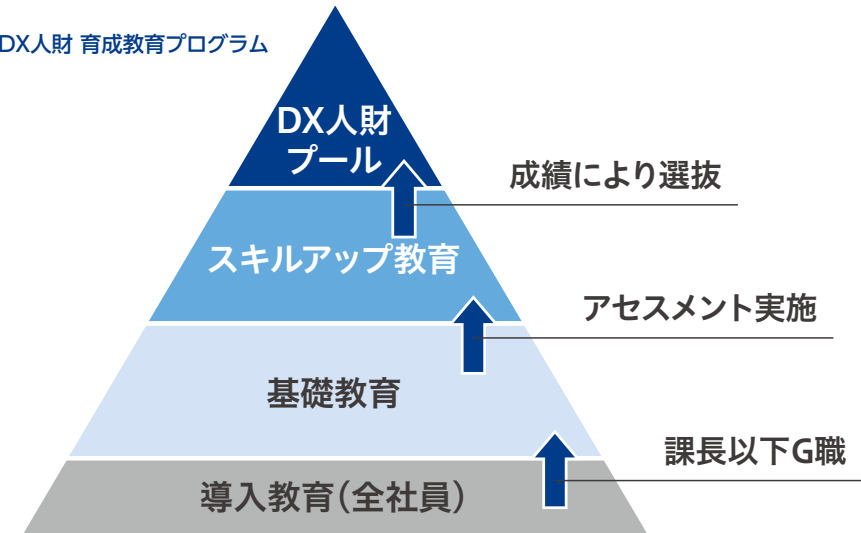 DX人財 育成教育プログラム
DX人財
プール
成績により選抜
スキルアップ教育
アセスメント実施
基礎教育
課長以下G職
導入教育(全社員)